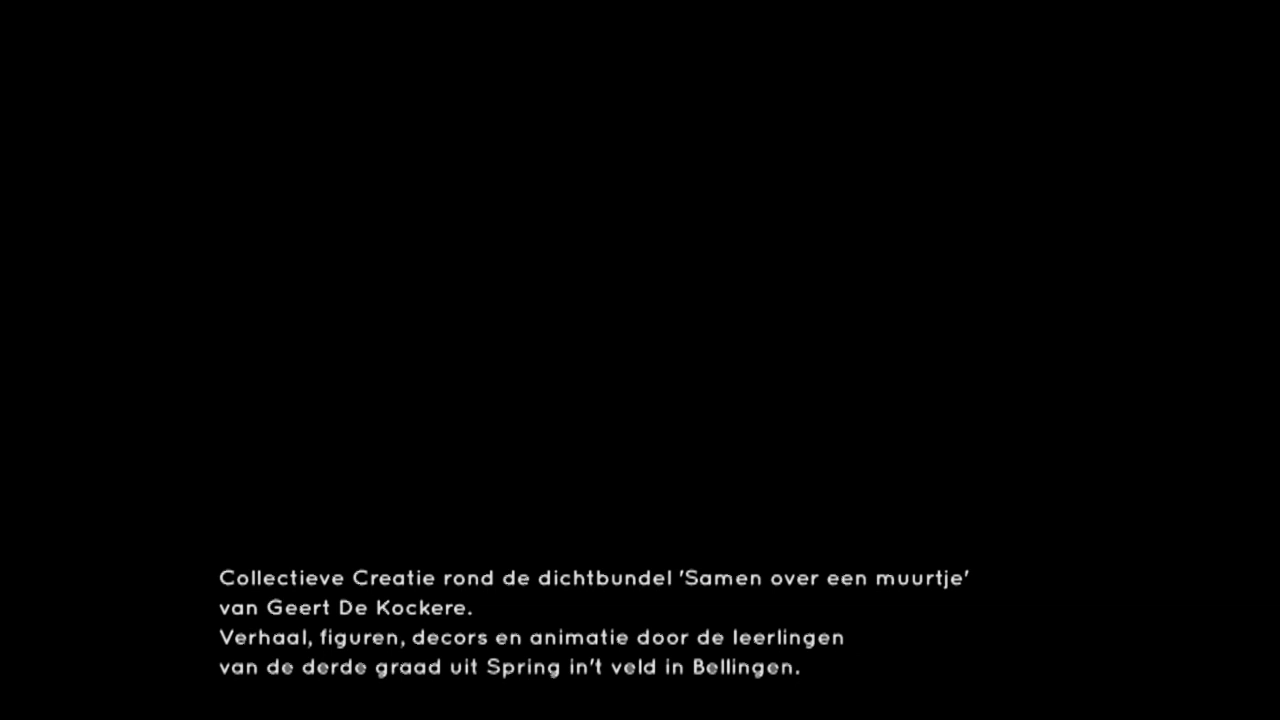 Collectieve Creatie rond de dichtbundel 'Samen over een muurtje'
van Geert De Kockere.
Verhaal, figuren, decors en animatie door de leerlingen
van de derde graad uit Spring in't veld in Bellingen.